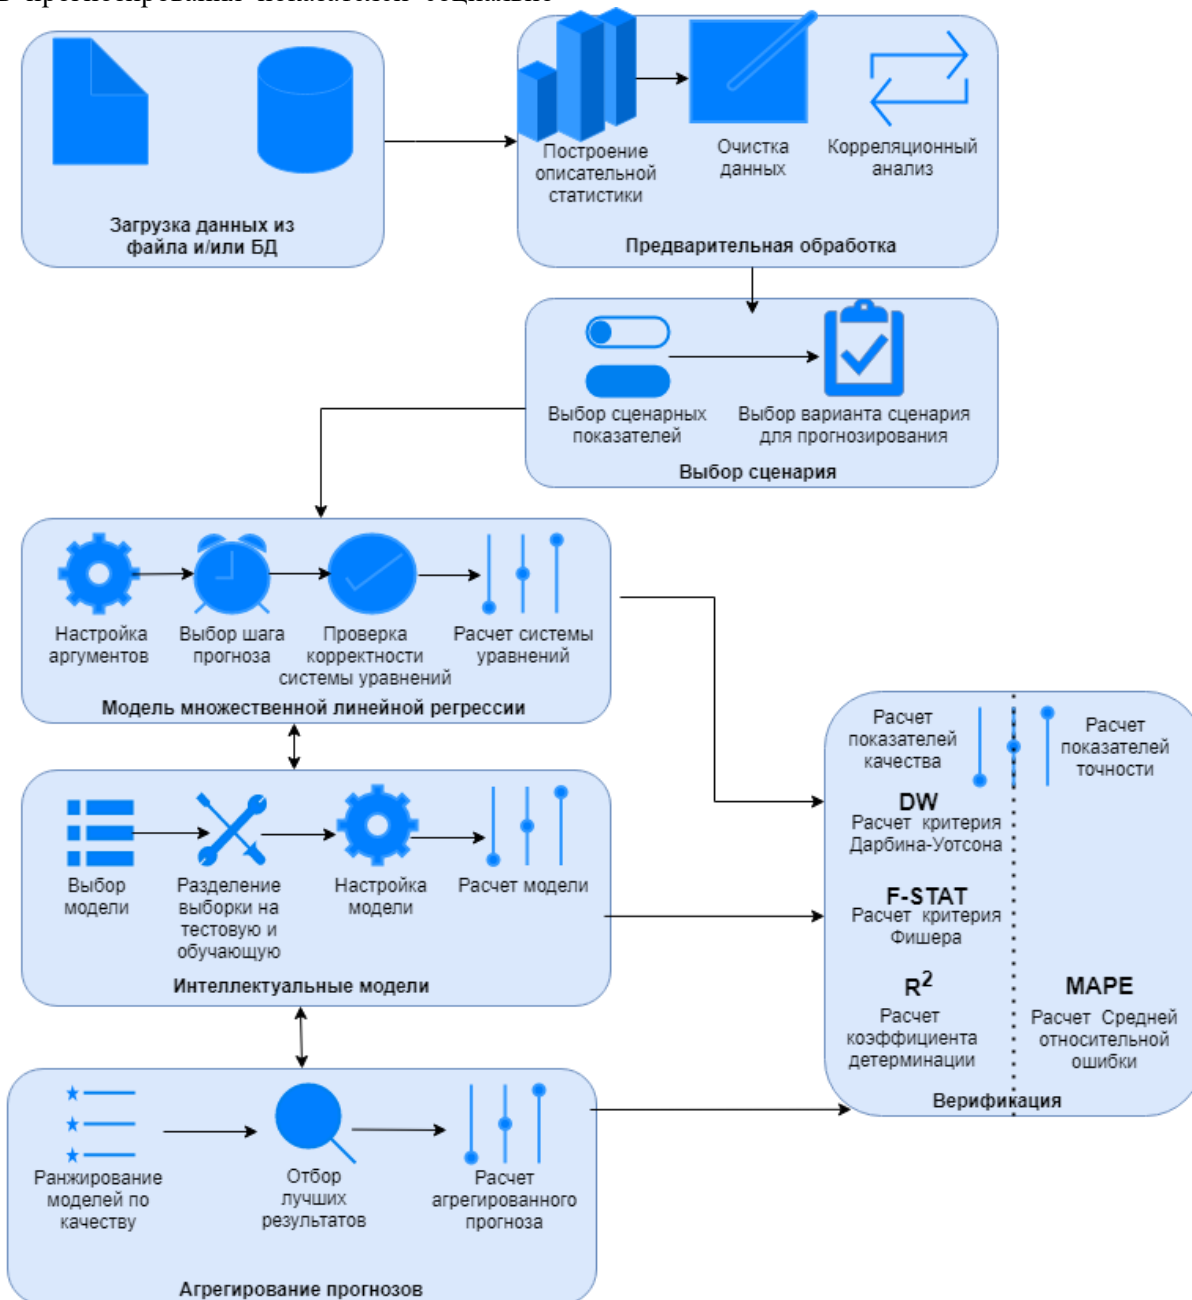 в прогнозирования показателей социально-
Построение
описательной
статистики
Очистка
данных
Корреляционный
анализ
Загрузка данных из
файла и/или БД
Предварительная обработка
Выбор сценарных
показателей
Выбор варианта сценария
для прогнозирования
Выбор сценария
Настройка
аргументов
Выбор шага
прогноза
Проверка
корректности
системы уравнений
Расчет системы
уравнений
Модель множественной линейной регрессии
Выбор
модели
Разделение
выборки на
тестовую и
обучающую
Настройка
модели
Расчет модели
Интеллектуальные модели
Ранжирование
моделей по
качеству
Отбор
лучших
результатов
Расчет
агрегированного
прогноза
Агрегирование прогнозов
Расчет
показателей
качества
Расчет
показателей
точности
DW
Расчет критерия
Дарбина-Уотсона
F-STAT
Расчет критерия
Фишера
R²
Расчет
коэффициента
детерминации
MAPE
Расчет Средней
относительной
ошибки
Верификация